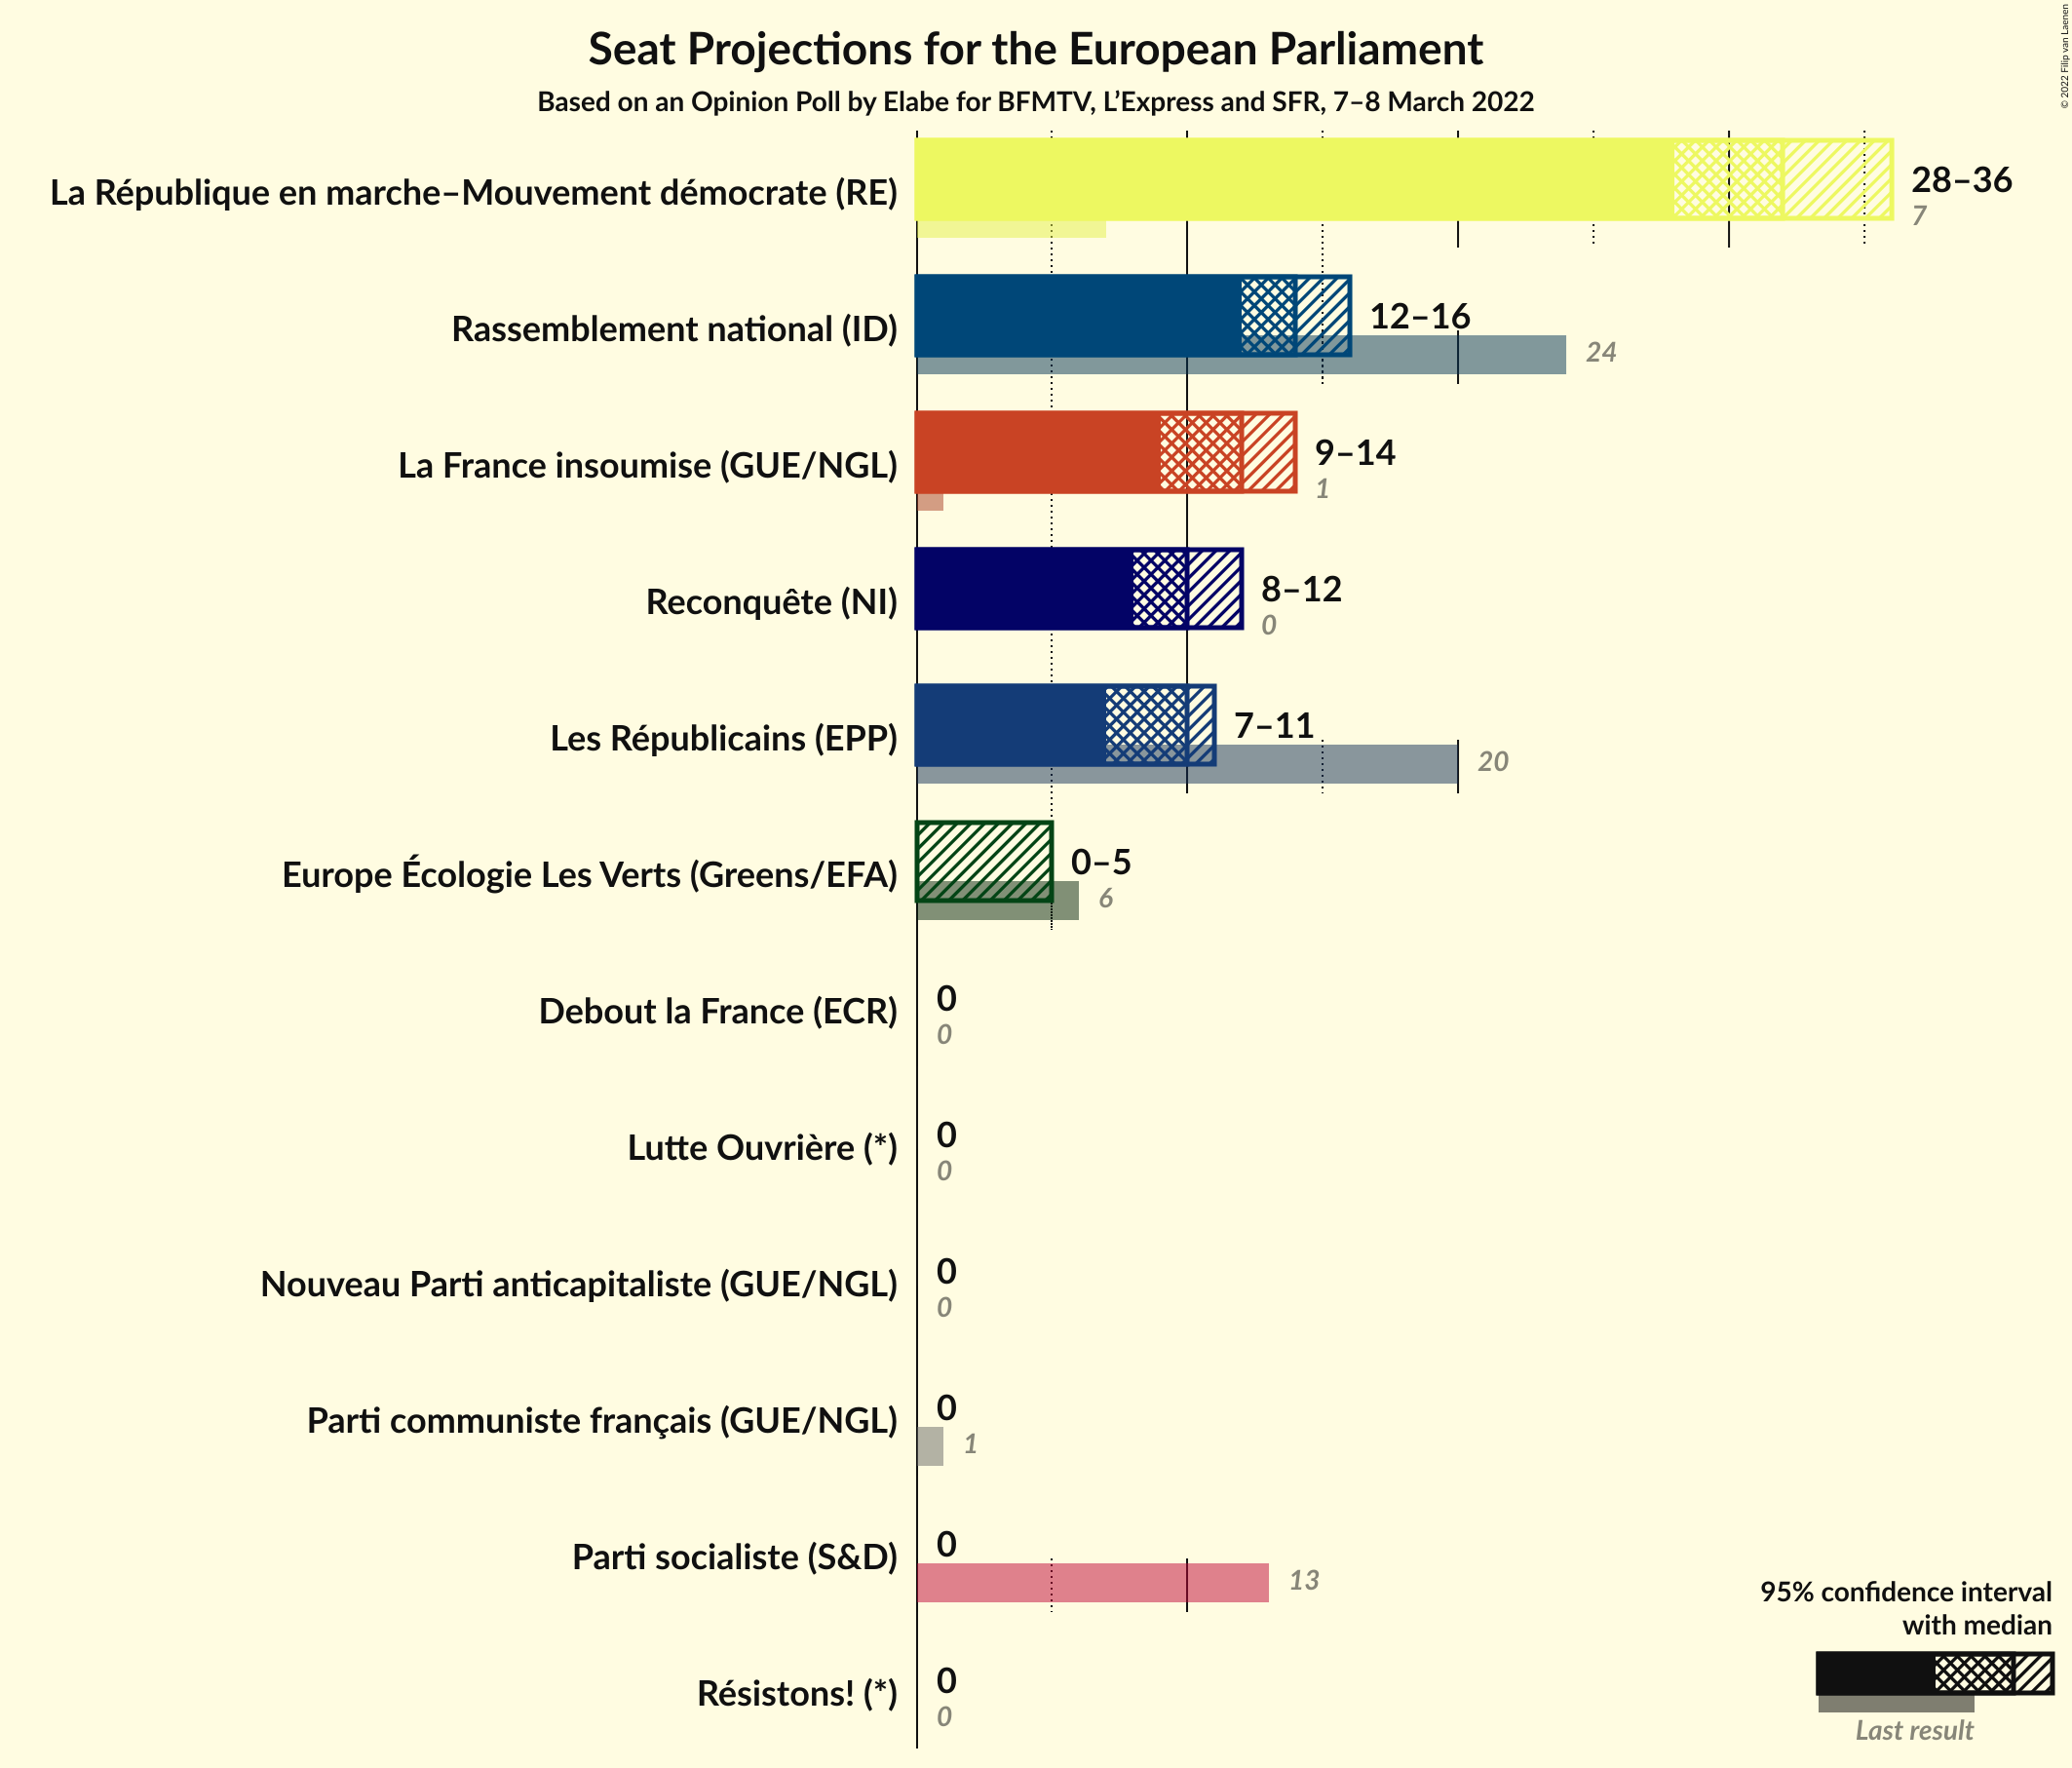 Seat Projections for the European Parliament
Based on an Opinion Poll by Elabe for BFMTV, L’Express and SFR, 7–8 March 2022
© 2022 Filip van Laenen
La République en marche–Mouvement démocrate (RE)
28–36
7
Rassemblement national (ID)
12–16
24
La France insoumise (GUE/NGL)
9–14
1
Reconquête (NI)
8–12
0
Les Républicains (EPP)
7–11
20
Europe Écologie Les Verts (Greens/EFA)
0–5
6
Debout la France (ECR)
0
0
Lutte Ouvrière (*)
0
0
Nouveau Parti anticapitaliste (GUE/NGL)
0
0
Parti communiste français (GUE/NGL)
0
1
Parti socialiste (S&D)
0
13
Résistons! (*)
0
0
95% confidence interval
with median
Last result